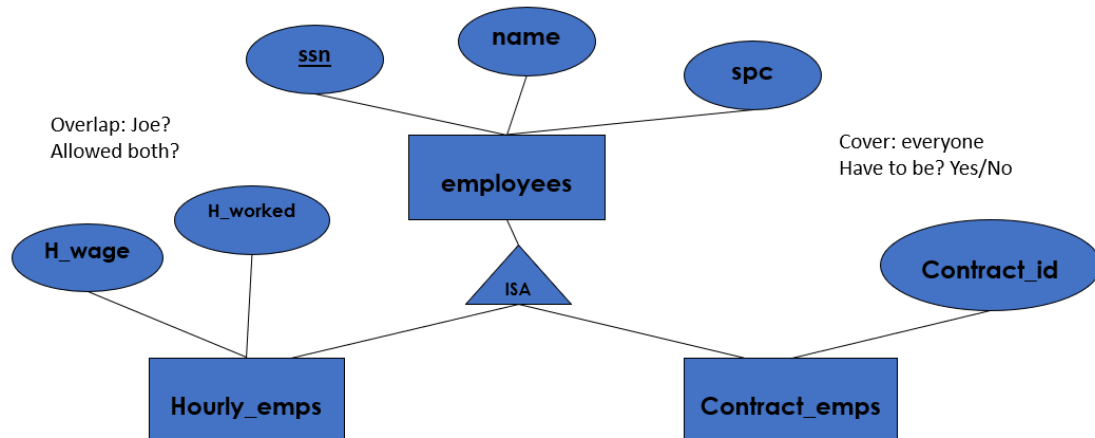 ssn
name
spc
Overlap: Joe?
Allowed both?
Cover: everyone
Have to be? Yes/No
employees
H_worked
H_wage
Contract_id
ISA
Hourly_emps
Contract_emps